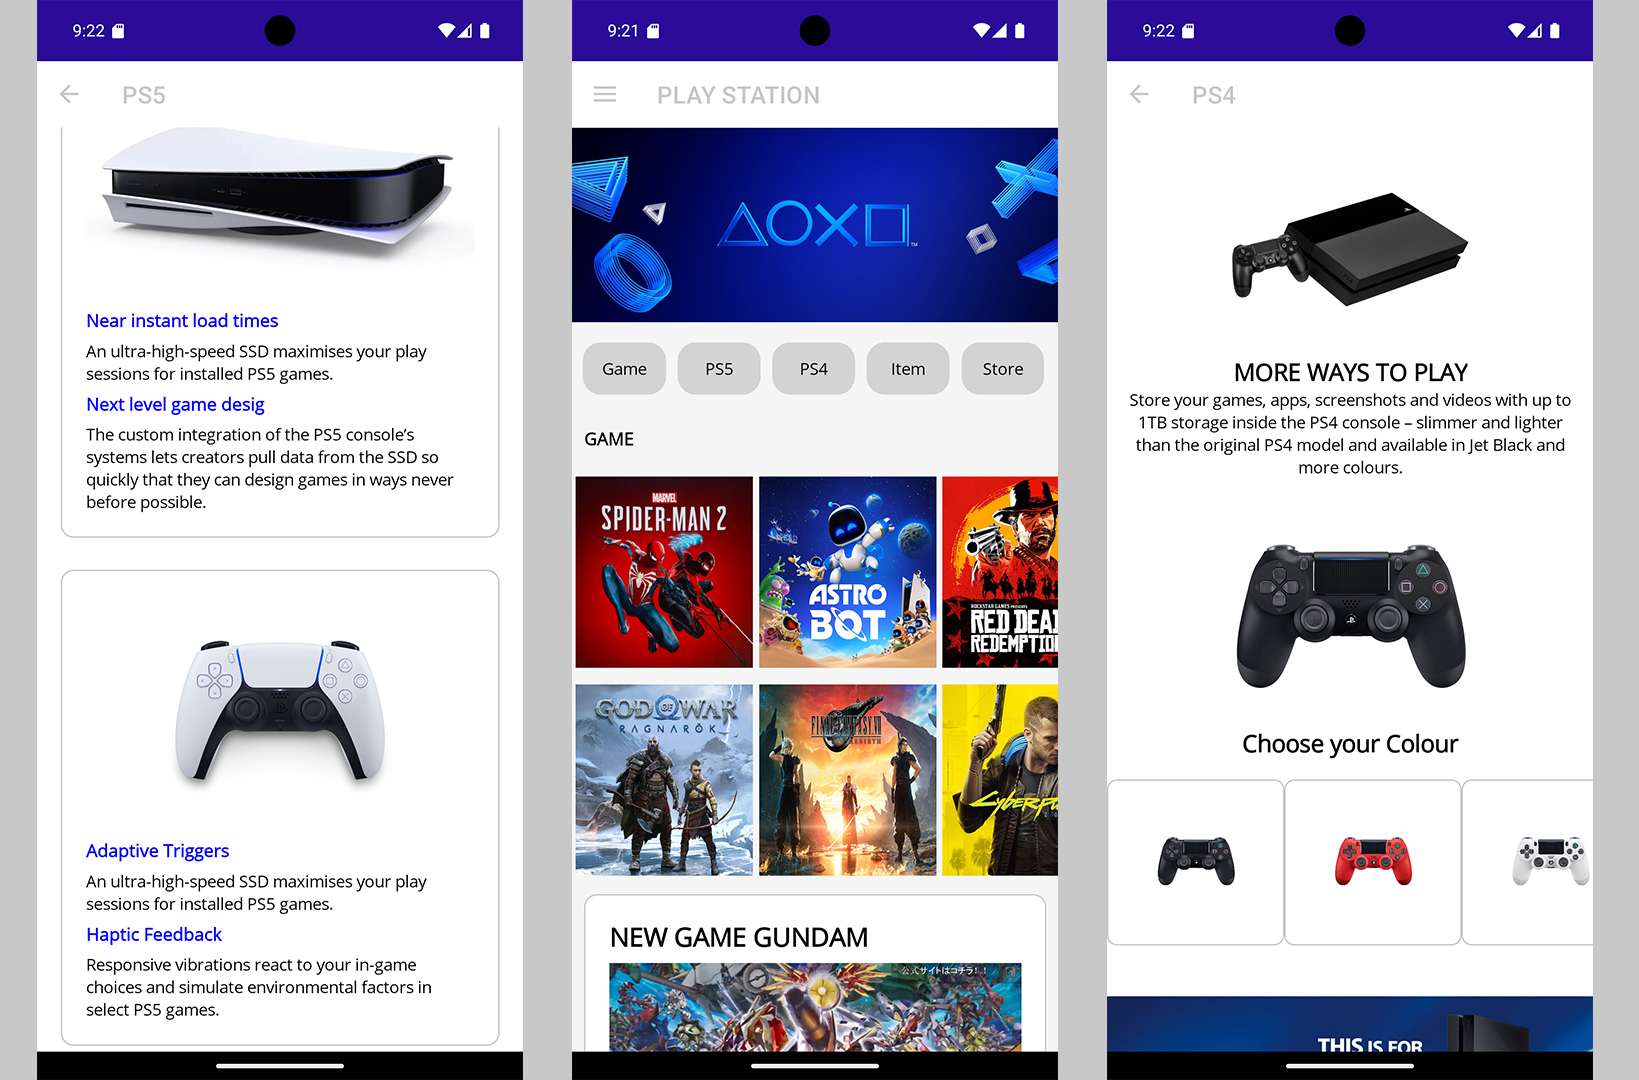 9:22
PS5
Near instant load times
An ultra-high-speed SSD maximises your play
sessions for installed PS5 games.
Next level game desig
The custom integration of the PS5 console’s
systems lets creators pull data from the SSD so
quickly that they can design games in ways never
before possible.
Adaptive Triggers
An ultra-high-speed SSD maximises your play
sessions for installed PS5 games.
Haptic Feedback
Responsive vibrations react to your in-game
choices and simulate environmental factors in
select PS5 games.
9:21
PLAY STATION
TM
Game
PS5
PS4
Item
Store
GAME
MARVEL
SPIDER-MAN 2
ASTRO
BOT
ROCKSTAR GAMES PRESENTS
RED DEA
REDEMPTIO
GOD OF WAR
RAGNARÖK
FINAL FANTASY VII
REBIRTH
Cyberpu
NEW GAME GUNDAM
公式サイトはコチラ！！
9:22
PS4
MORE WAYS TO PLAY
Store your games, apps, screenshots and videos with up to
1TB storage inside the PS4 console – slimmer and lighter
than the original PS4 model and available in Jet Black and
more colours.
Choose your Colour
THIS IS FOR